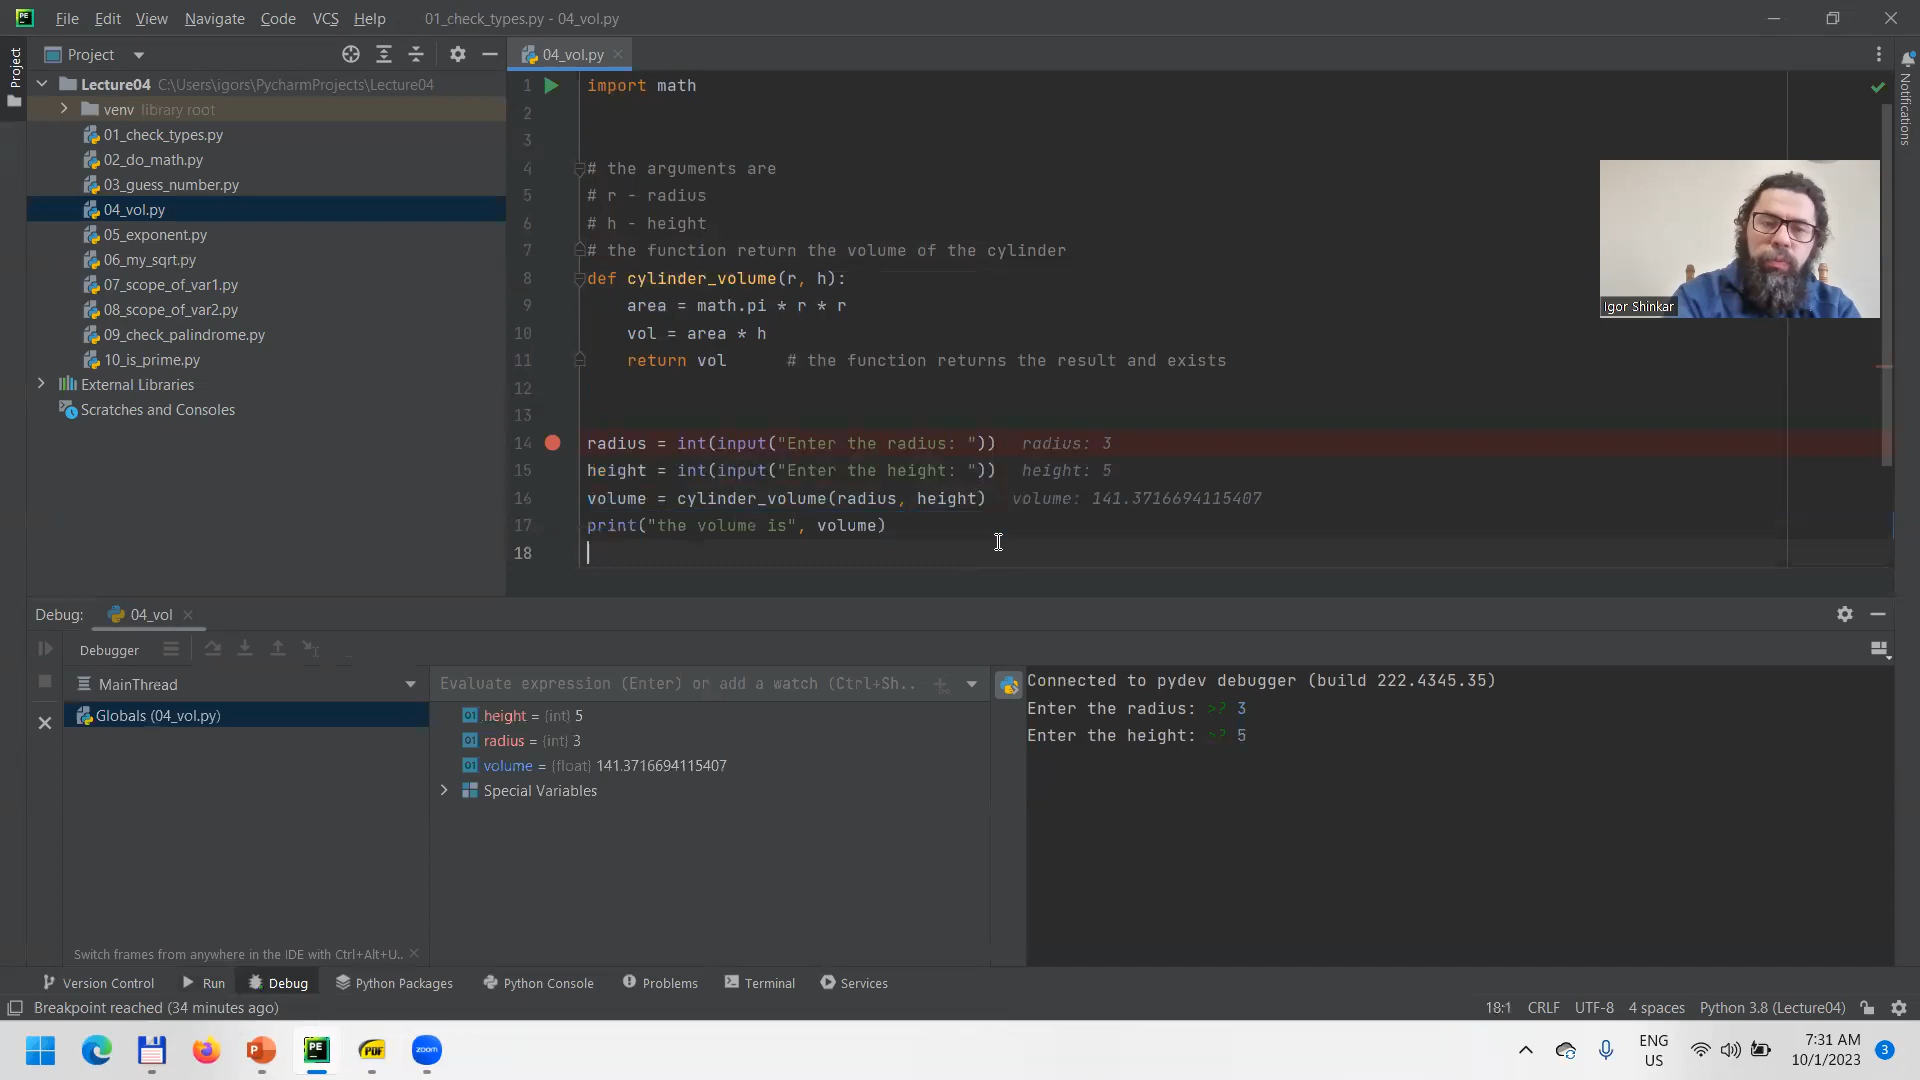 File Edit View Navigate Code VCS Help 01_check_types.py - 04_vol.py
Project
Project
04_vol.py
Notifications
Lecture04 C:\Users\igors\PycharmProjects\Lecture04
venv library root
01_check_types.py
02_do_math.py
03_guess_number.py
04_vol.py
05_exponent.py
06_my_sqrt.py
07_scope_of_var1.py
08_scope_of_var2.py
09_check_palindrome.py
10_is_prime.py
External Libraries
Scratches and Consoles
1 import math
2
3
4 # the arguments are
5 # r - radius
6 # h - height
7 # the function return the volume of the cylinder
8 def cylinder_volume(r, h):
9 area = math.pi * r * r
10 vol = area * h
11 return vol # the function returns the result and exists
12
13
14 radius = int(input("Enter the radius: ")) radius: 3
15 height = int(input("Enter the height: ")) height: 5
16 volume = cylinder_volume(radius, height) volume: 141.3716694115407
17 print("the volume is", volume)
18
Igor Shinkar
Debug: 04_vol
Debugger
MainThread
Globals (04_vol.py)
Switch frames from anywhere in the IDE with Ctrl+Alt+U..
Evaluate expression (Enter) or add a watch (Ctrl+Sh..
01 height = {int} 5
01 radius = {int} 3
01 volume = {float} 141.3716694115407
Special Variables
Connected to pydev debugger (build 222.4345.35)
Enter the radius: >? 3
Enter the height: >? 5
Version Control Run Debug Python Packages Python Console Problems Terminal Services
Breakpoint reached (34 minutes ago)
18:1 CRLF UTF-8 4 spaces Python 3.8 (Lecture04)
PE
PDF
zoom
ENG
US
7:31 AM
10/1/2023
3